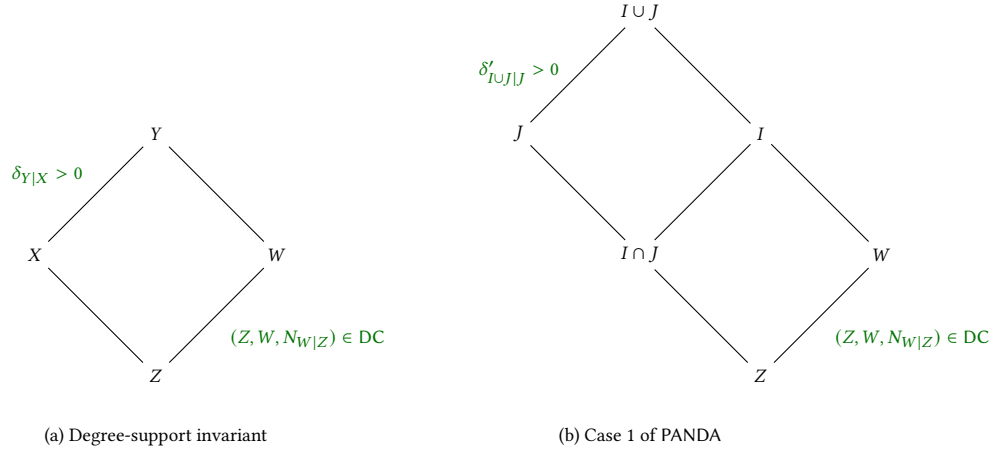 I ∪ J
δ′_{I∪J|J} > 0
Y
J
I
δ_{Y|X} > 0
X
W
I ∩ J
W
(Z, W, N_{W|Z}) ∈ DC
(Z, W, N_{W|Z}) ∈ DC
Z
Z
(a) Degree-support invariant
(b) Case 1 of PANDA